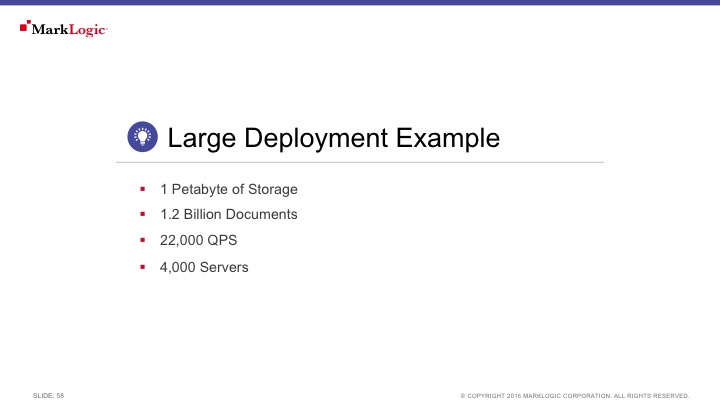 MarkLogic
Large Deployment Example
▪ 1 Petabyte of Storage
▪ 1.2 Billion Documents
▪ 22,000 QPS
▪ 4,000 Servers
SLIDE: 58
© COPYRIGHT 2016 MARKLOGIC CORPORATION. ALL RIGHTS RESERVED.